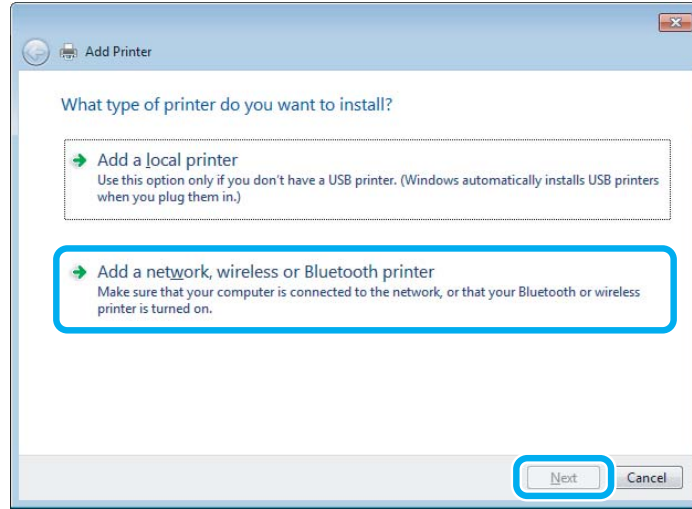 Add Printer
What type of printer do you want to install?
Add a local printer
Use this option only if you don't have a USB printer. (Windows automatically installs USB printers
when you plug them in.)
Add a network, wireless or Bluetooth printer
Make sure that your computer is connected to the network, or that your Bluetooth or wireless
printer is turned on.
Next Cancel